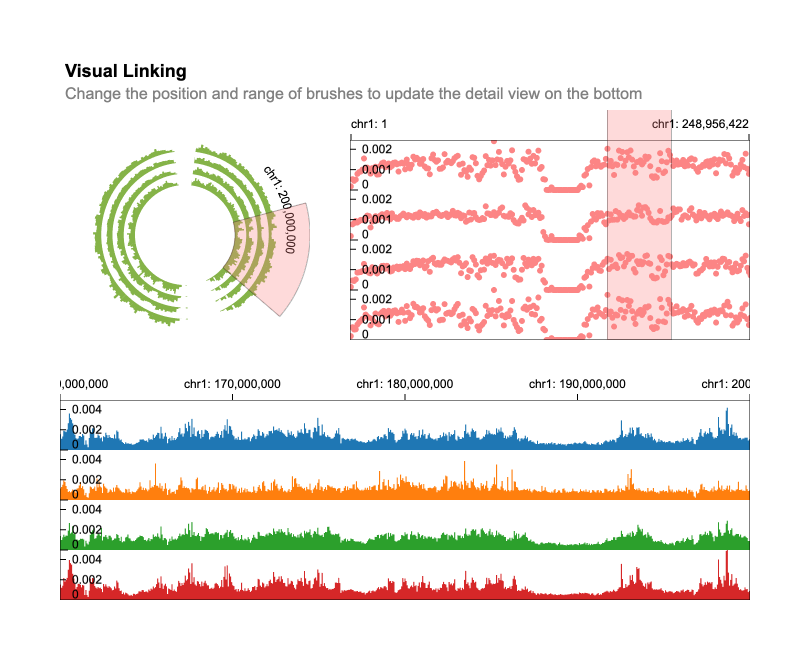 Visual Linking
Change the position and range of brushes to update the detail view on the bottom
chr1: 200,000,000
chr1: 1
chr1: 248,956,422
0.002
0.001
0
0.002
0.001
0
0.002
0.001
0
0.002
0.001
0
),000,000
chr1: 170,000,000
chr1: 180,000,000
chr1: 190,000,000
chr1: 200
0.004
0.002
0
0.004
0.002
0
0.004
0.002
0
0.004
0.002
0